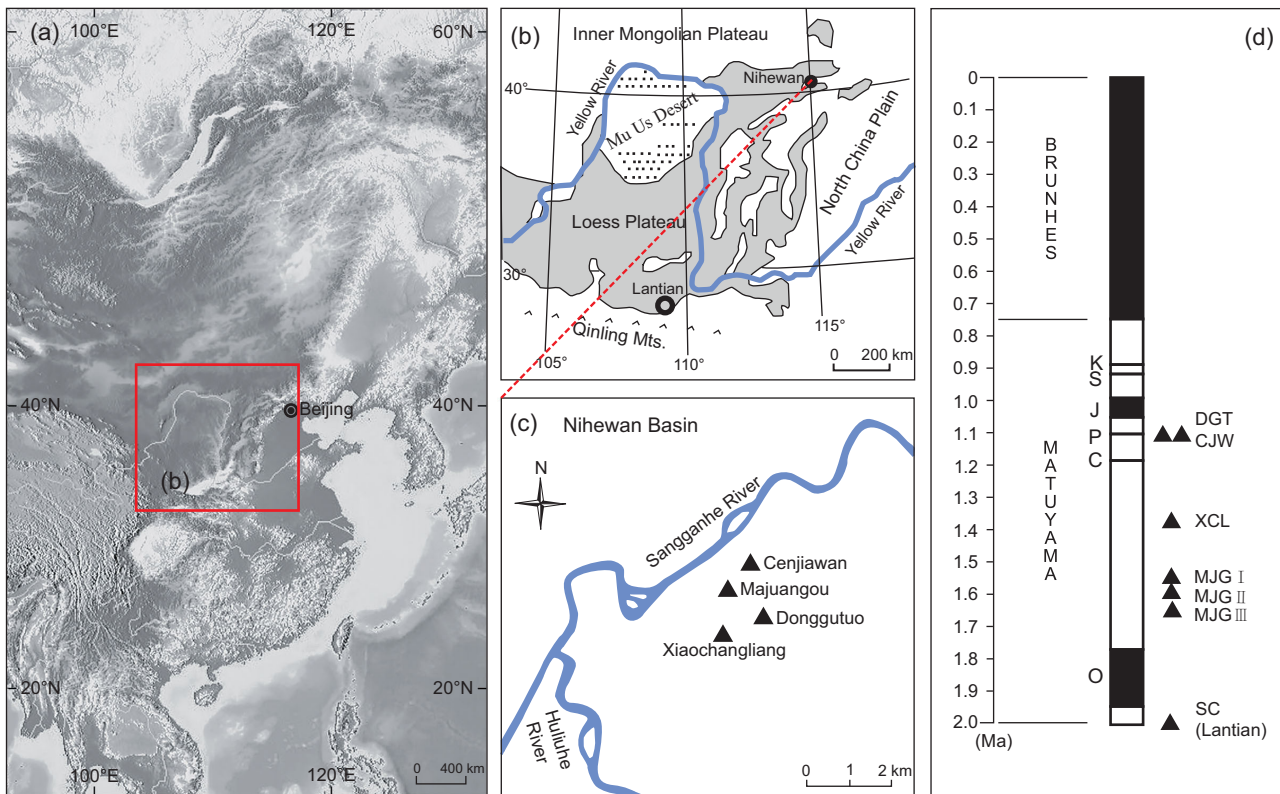 (a)
100°E
120°E
60°N
60°N
40°N
40°N
Beijing
(b)
20°N
20°N
100°E
120°E
0 400 km
(b)
Inner Mongolian Plateau
Nihewan
40°
Yellow River
Mu Us Desert
North China Plain
Loess Plateau
Yellow River
30°
Lantian
Qinling Mts.
105°
110°
115°
0 200 km
(c)
Nihewan Basin
N
Sangganhe River
Cenjiawan
Majuangou
Donggutuo
Xiaochangliang
Huliuhe
River
0 1 2 km
(d)
0
0.1
0.2
0.3
0.4
0.5
0.6
0.7
0.8
0.9
1.0
1.1
1.2
1.3
1.4
1.5
1.6
1.7
1.8
1.9
2.0
(Ma)
BRUNHES
MATUYAMA
K
S
J
P
C
O
DGT
CJW
XCL
MJG Ⅰ
MJG Ⅱ
MJG Ⅲ
SC
(Lantian)